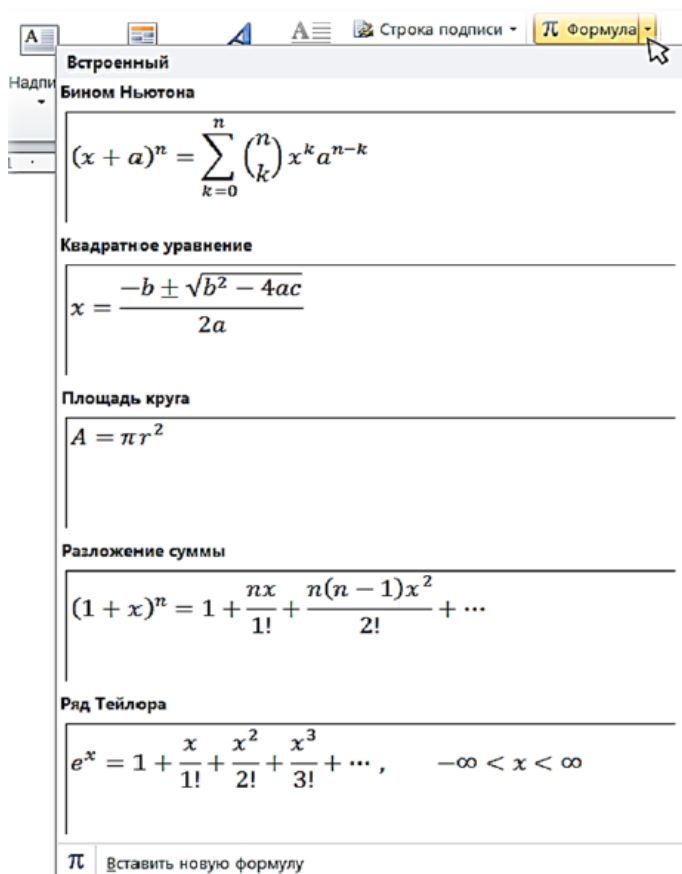 A A Строка подписи π Формула
Надпи
Встроенный
Бином Ньютона
(x + a)^n = ∑_{k=0}^{n} (n k) x^k a^{n−k}
Квадратное уравнение
x = (−b ± √(b² − 4ac)) / 2a
Площадь круга
A = πr²
Разложение суммы
(1 + x)^n = 1 + nx/1! + n(n − 1)x²/2! + ⋯
Ряд Тейлора
e^x = 1 + x/1! + x²/2! + x³/3! + ⋯ , −∞ < x < ∞
π Вставить новую формулу